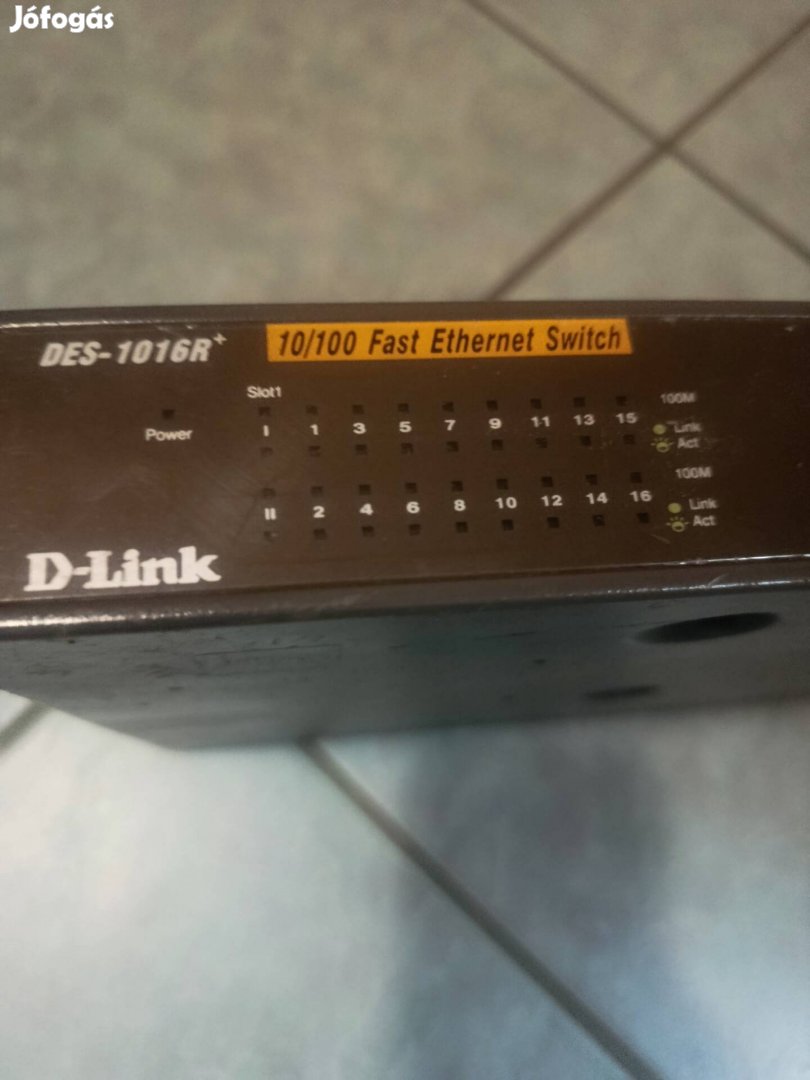 Jófogás
DES-1016R+
10/100 Fast Ethernet Switch
Slot1
100M
Power
I 1 3 5 7 9 11 13 15
Link
Act
100M
II 2 4 6 8 10 12 14 16
Link
Act
D-Link